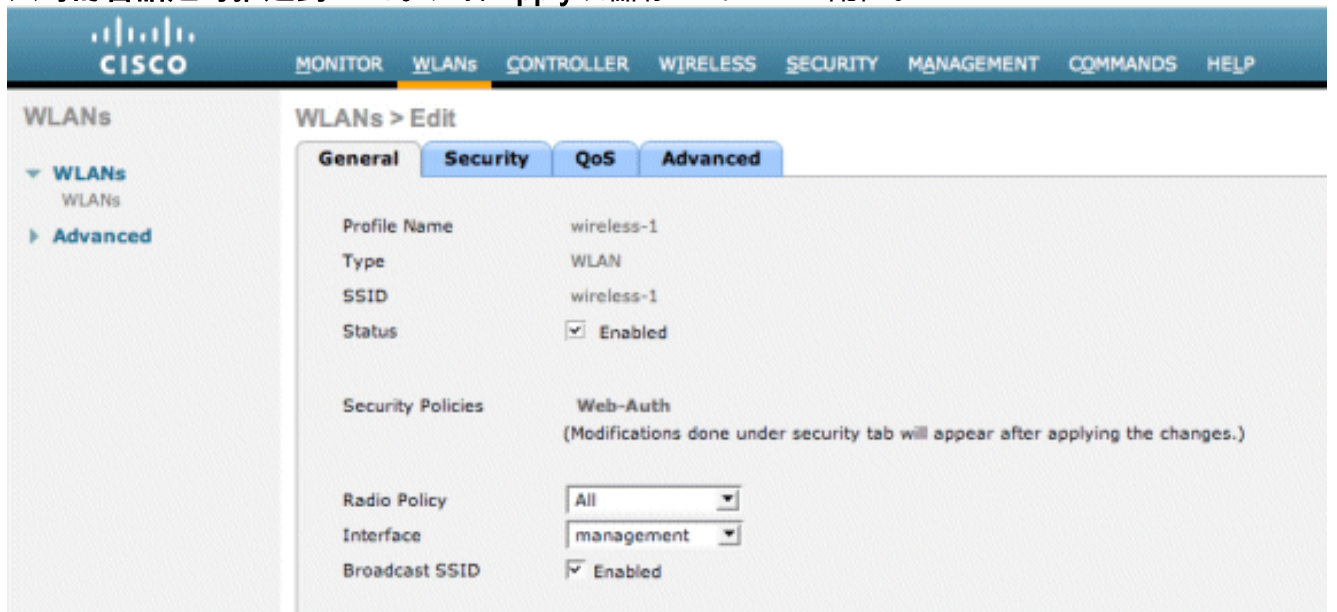 CISCO
MONITOR WLANs CONTROLLER WIRELESS SECURITY MANAGEMENT COMMANDS HELP
WLANs
WLANs
WLANs
Advanced
WLANs > Edit
General Security QoS Advanced
Profile Name wireless-1
Type WLAN
SSID wireless-1
Status Enabled
Security Policies Web-Auth
(Modifications done under security tab will appear after applying the changes.)
Radio Policy All
Interface management
Broadcast SSID Enabled